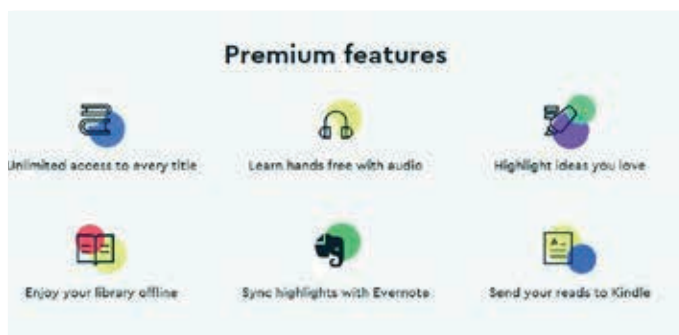 Premium features
Unlimited access to every title
Learn hands free with audio
Highlight ideas you love
Enjoy your library offline
Sync highlights with Evernote
Send your reads to Kindle